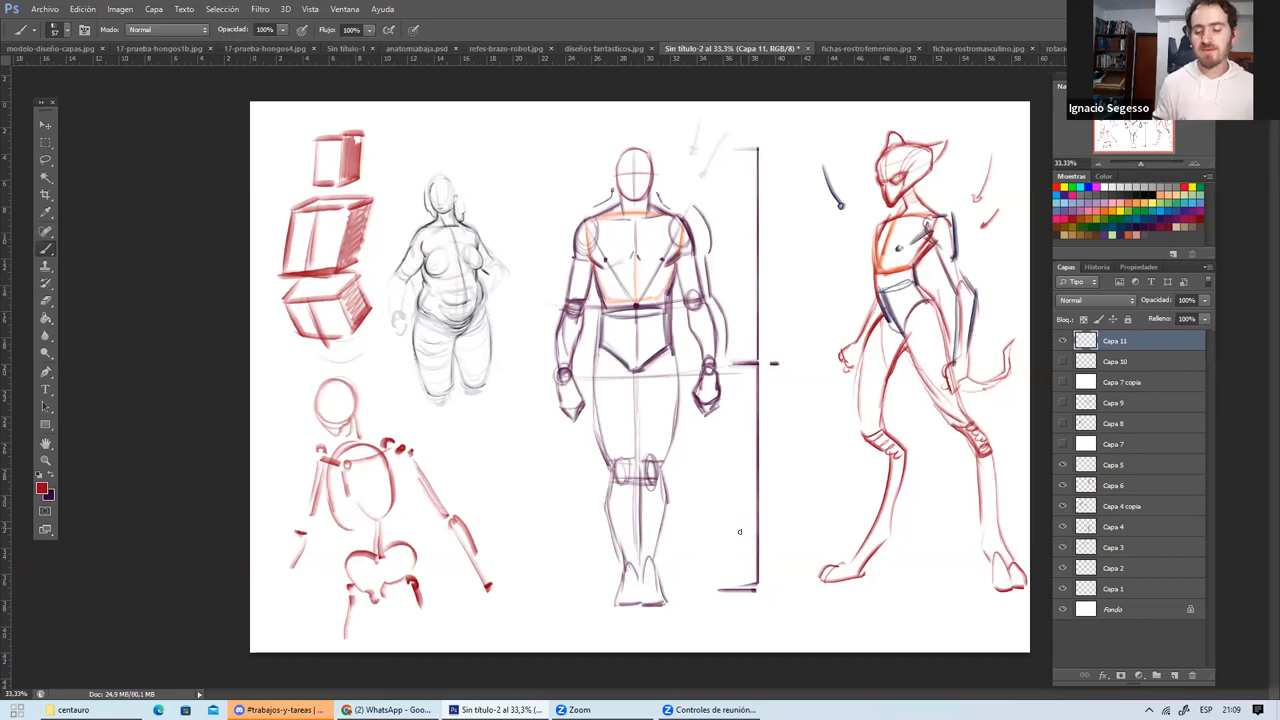 Ps Archivo Edición Imagen Capa Texto Selección Filtro 3D Vista Ventana Ayuda
57 Modo: Normal Opacidad: 100% Flujo: 100%
modelo-diseño-capas.jpg × 17-prueba-hongos1b.jpg × 17-prueba-hongos4.jpg × Sin título-1 × anatomiabaja.psd × refes-brazo-robot.jpg × diseños fantasticos.jpg × Sin título-2 al 33,3% (Capa 11, RGB/8) * × fichas-rostrofemenino.jpg × fichas-rostromasculino.jpg ×
Ignacio Segesso
33,33%
Muestras Color
Capas Historia Propiedades
Tipo
Normal Opacidad: 100%
Bloq.: Relleno: 100%
Capa 11
Capa 10
Capa 7 copia
Capa 9
Capa 8
Capa 7
Capa 5
Capa 6
Capa 4 copia
Capa 4
Capa 3
Capa 2
Capa 1
Fondo
33,33% Doc: 24,9 MB/80,1 MB
centauro #trabajos-y-tareas | ... (2) WhatsApp - Goo... Sin título-2 al 33,3% ... Zoom Controles de reunión... ESP 21:09